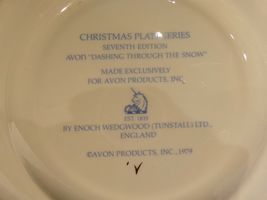 CHRISTMAS PLATE SERIES
SEVENTH EDITION
AVON "DASHING THROUGH THE SNOW"
MADE EXCLUSIVELY
FOR AVON PRODUCTS, INC.
EST. 1835
BY ENOCH WEDGWOOD (TUNSTALL) LTD.,
ENGLAND
©AVON PRODUCTS, INC., 1979